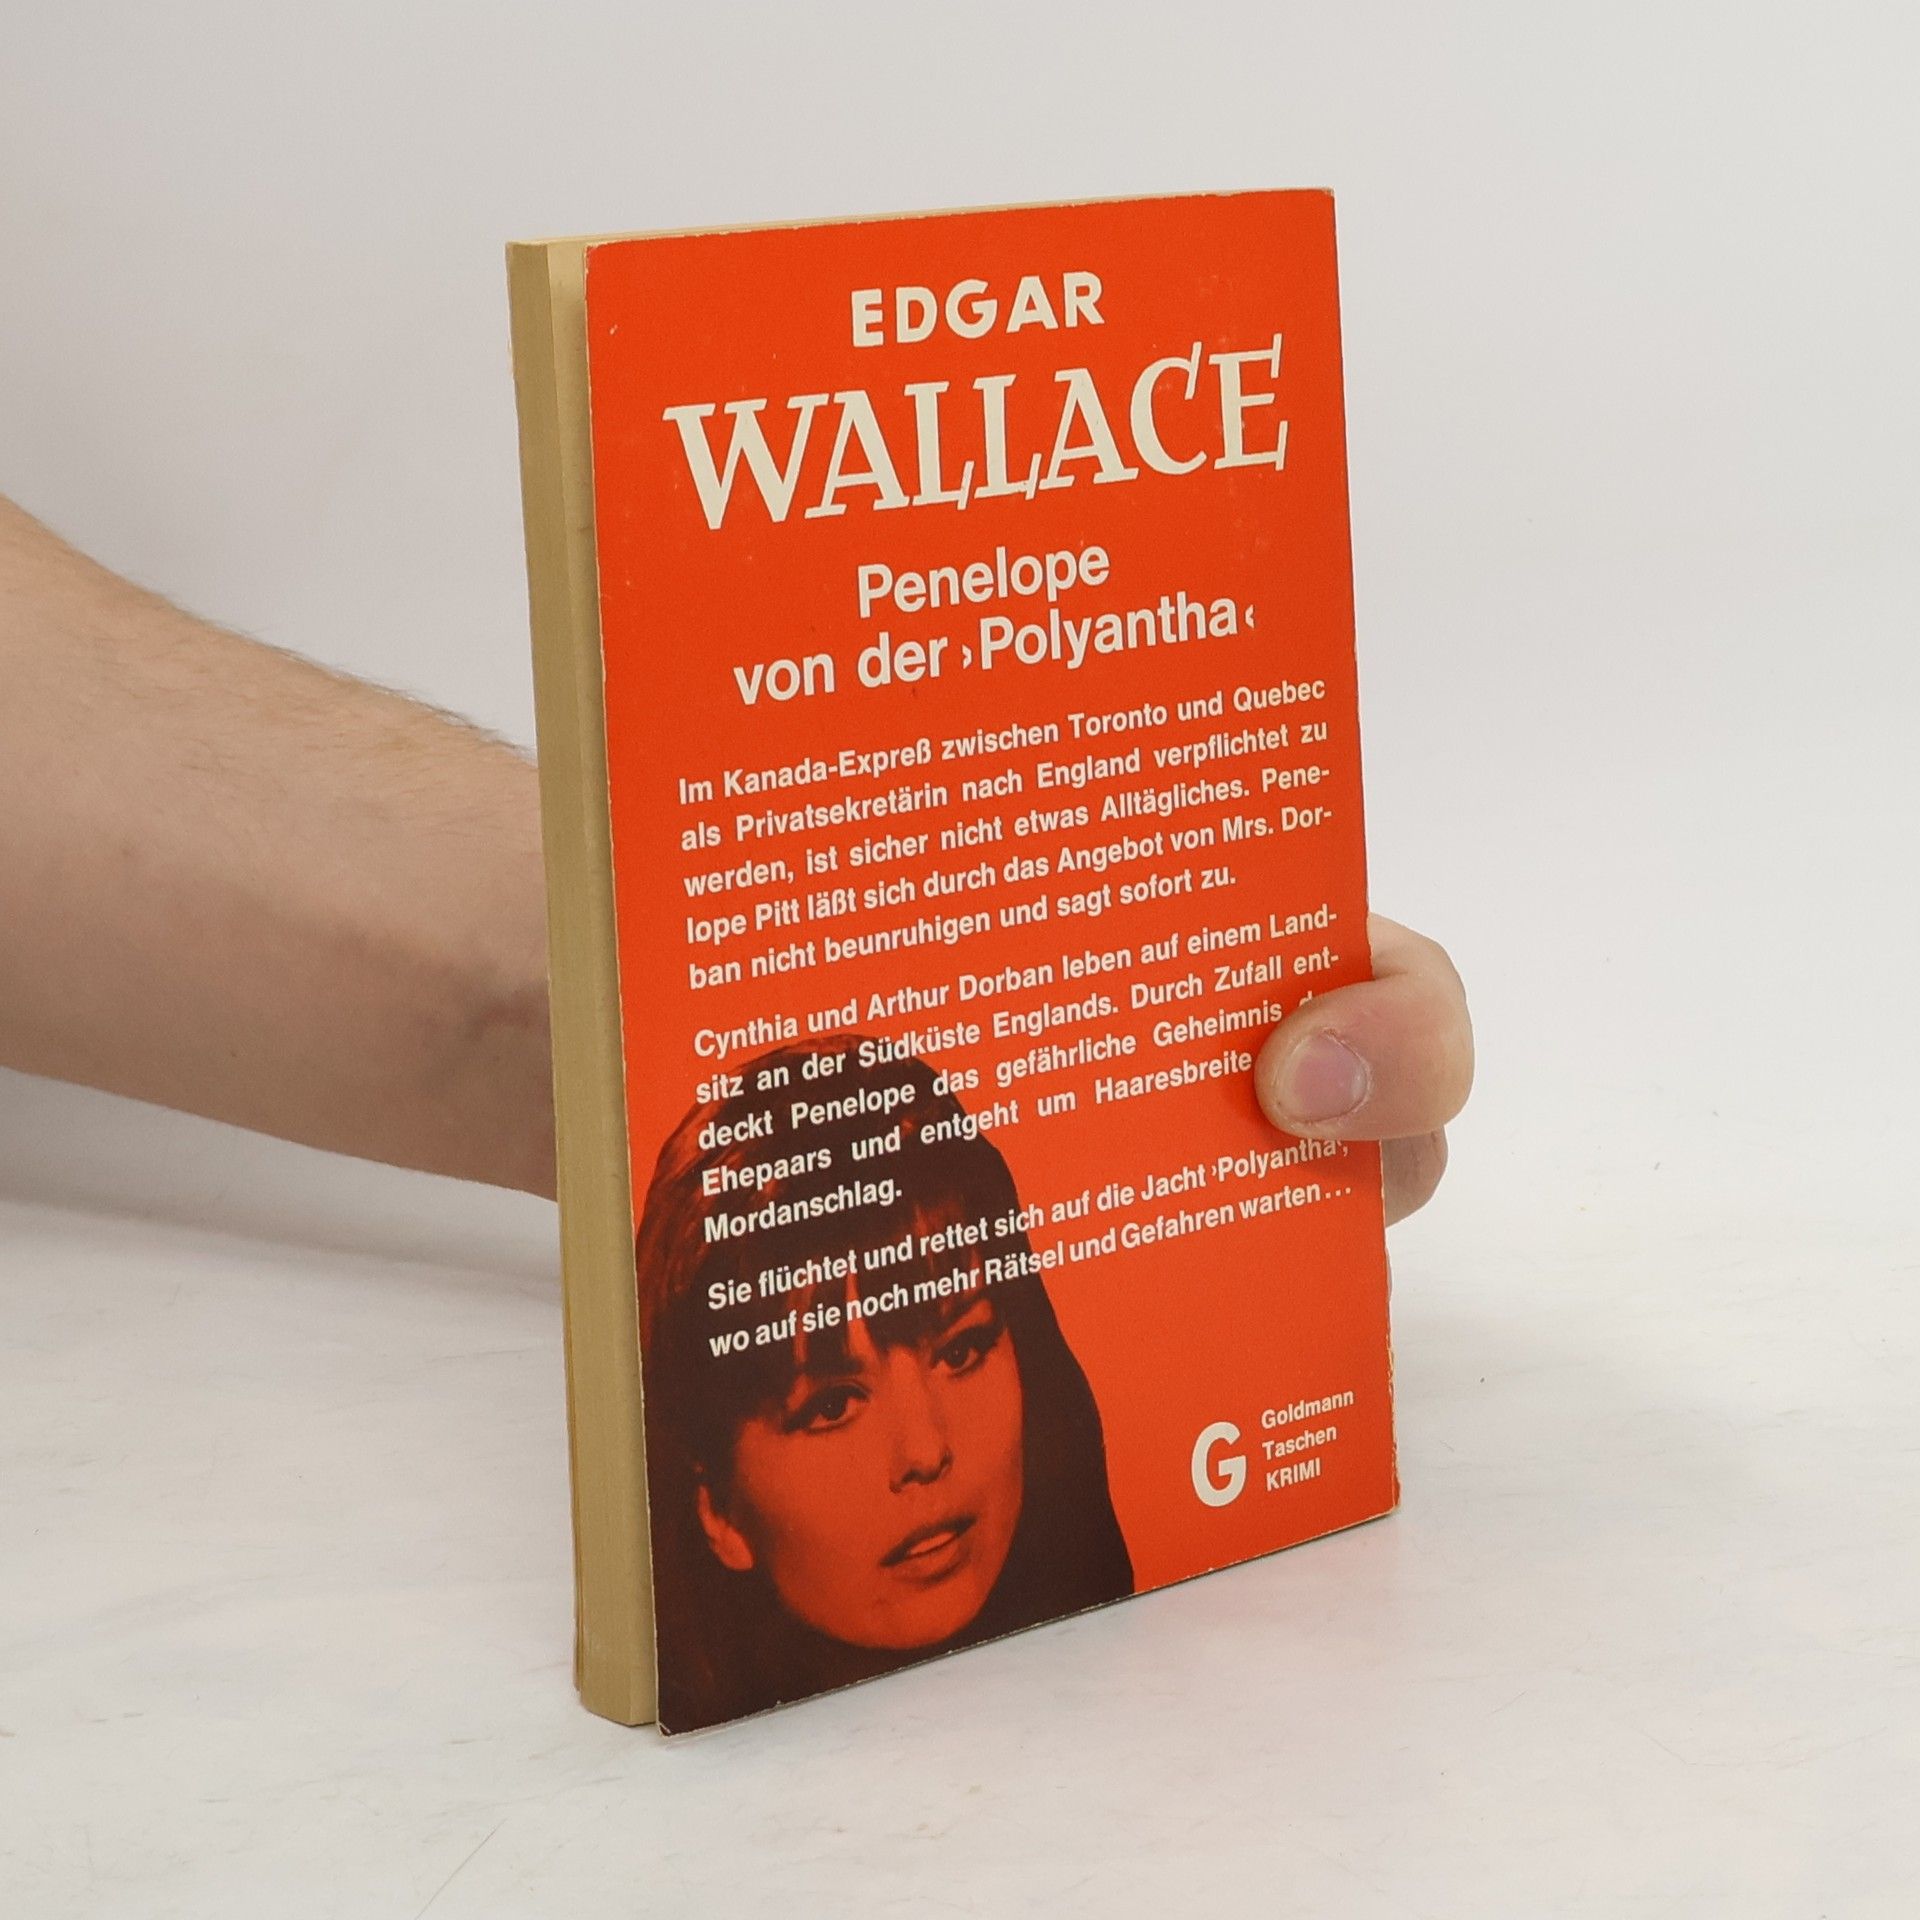 EDGAR
WALLACE
Penelope
von der ›Polyantha‹
Im Kanada-Expreß zwischen Toronto und Quebec
als Privatsekretärin nach England verpflichtet zu
werden, ist sicher nicht etwas Alltägliches. Pene-
lope Pitt läßt sich durch das Angebot von Mrs. Dor-
ban nicht beunruhigen und sagt sofort zu.
Cynthia und Arthur Dorban leben auf einem Land-
sitz an der Südküste Englands. Durch Zufall ent-
deckt Penelope das gefährliche Geheimnis
Ehepaars und entgeht um Haaresbreite
Mordanschlag.
Sie flüchtet und rettet sich auf die Jacht ›Polyantha‹,
wo auf sie noch mehr Rätsel und Gefahren warten...
G
Goldmann
Taschen
KRIMI